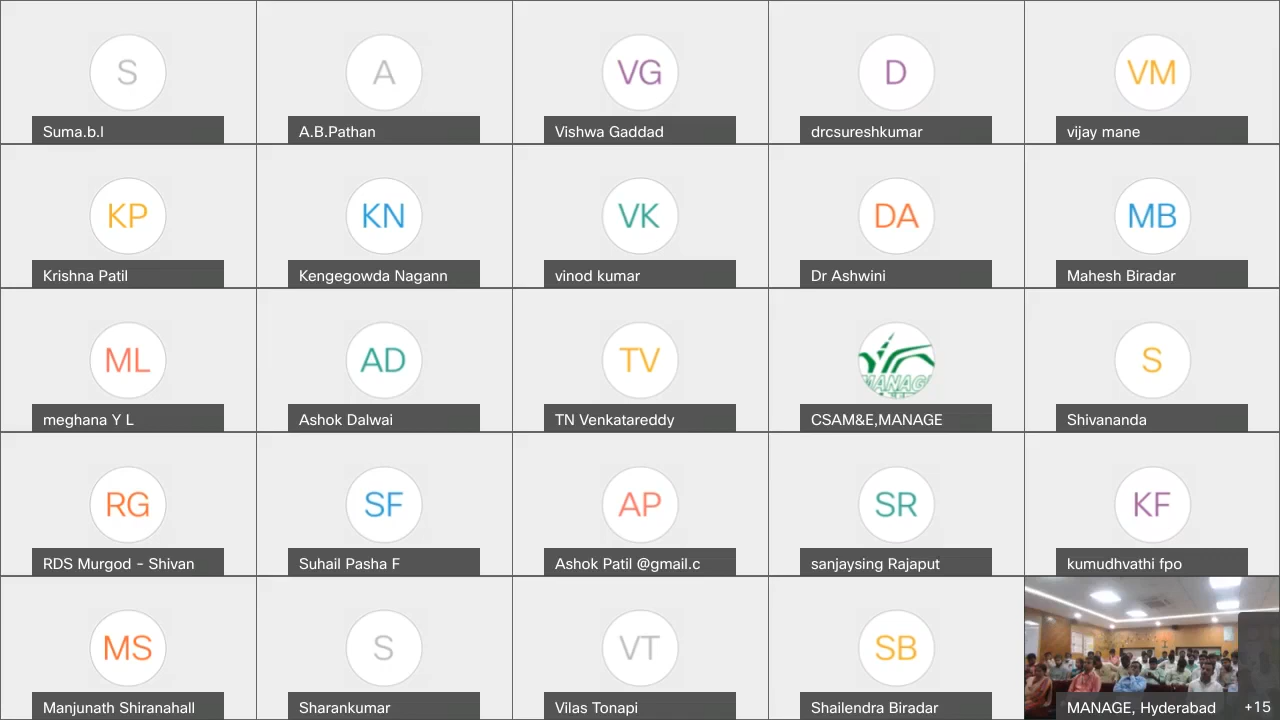 S
Suma.b.l
A
A.B.Pathan
VG
Vishwa Gaddad
D
drcsureshkumar
VM
vijay mane
KP
Krishna Patil
KN
Kengegowda Nagann
VK
vinod kumar
DA
Dr Ashwini
MB
Mahesh Biradar
ML
meghana Y L
AD
Ashok Dalwai
TV
TN Venkatareddy
MANAGE
CSAM&E,MANAGE
S
Shivananda
RG
RDS Murgod - Shivan
SF
Suhail Pasha F
AP
Ashok Patil @gmail.c
SR
sanjaysing Rajaput
KF
kumudhvathi fpo
MS
Manjunath Shiranahall
S
Sharankumar
VT
Vilas Tonapi
SB
Shailendra Biradar
MANAGE, Hyderabad
+15